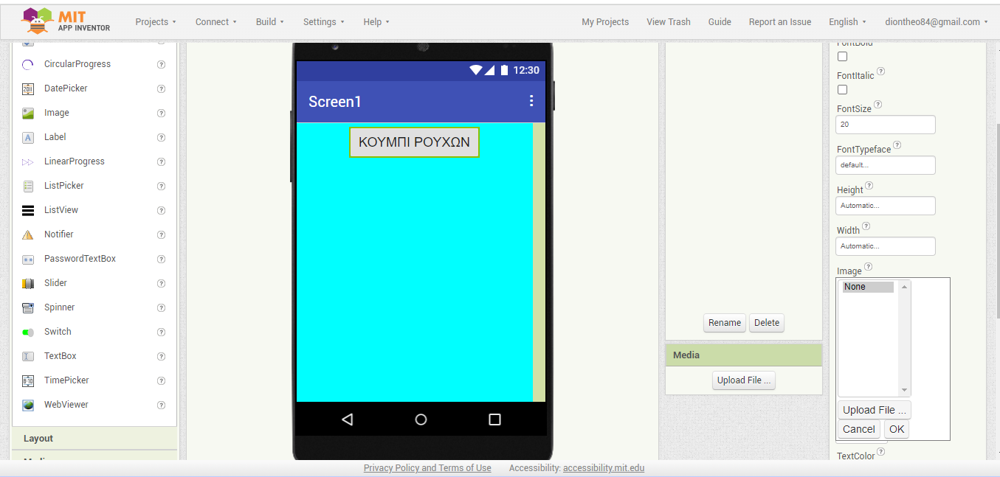 MIT
APP INVENTOR
Projects
Connect
Build
Settings
Help
My Projects
View Trash
Guide
Report an Issue
English
diontheo84@gmail.com
CircularProgress
DatePicker
Image
Label
LinearProgress
ListPicker
ListView
Notifier
PasswordTextBox
Slider
Spinner
Switch
TextBox
TimePicker
WebViewer
Layout
12:30
Screen1
ΚΟΥΜΠΙ ΡΟΥΧΩΝ
Rename
Delete
Media
Upload File ...
FontBold
FontItalic
FontSize
20
FontTypeface
default...
Height
Automatic...
Width
Automatic...
Image
None
Upload File ...
Cancel
OK
TextColor
Privacy Policy and Terms of Use
Accessibility: accessibility.mit.edu